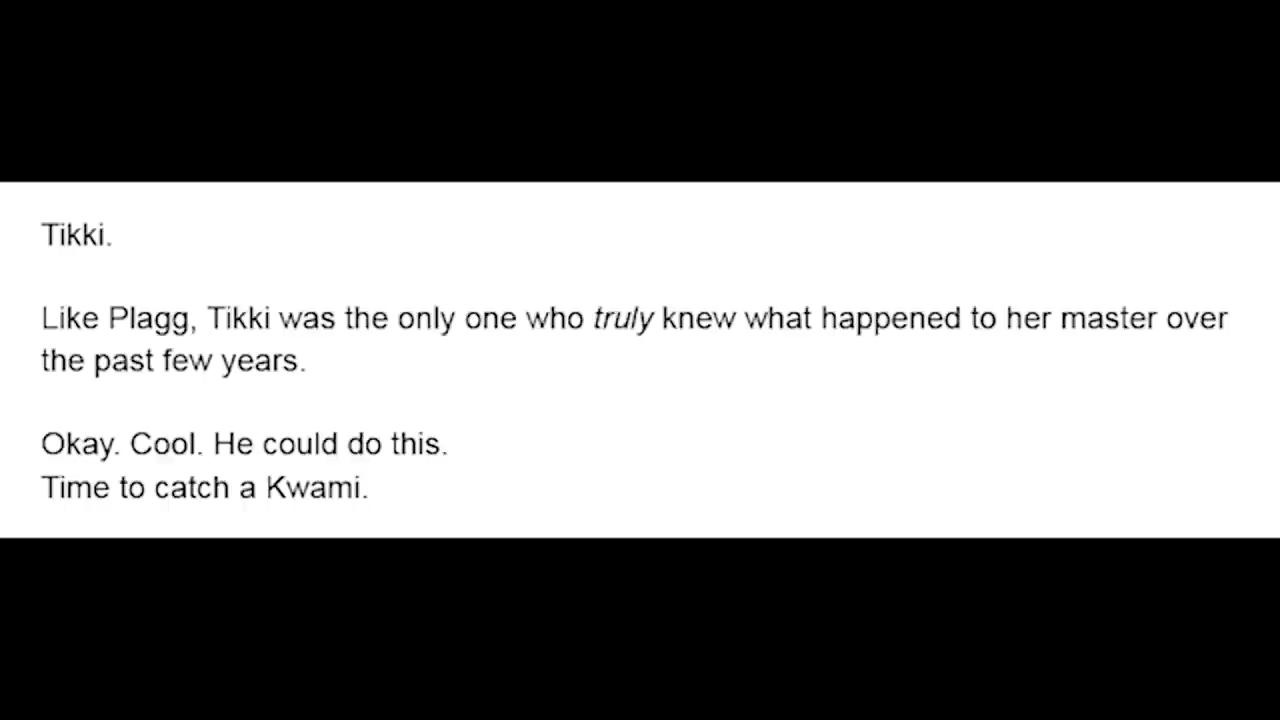 Tikki.
Like Plagg, Tikki was the only one who truly knew what happened to her master over
the past few years.
Okay. Cool. He could do this.
Time to catch a Kwami.